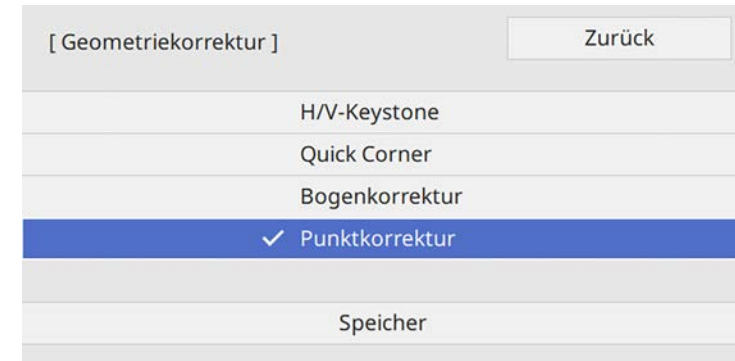 [ Geometriekorrektur ]
Zurück
H/V-Keystone
Quick Corner
Bogenkorrektur
✓ Punktkorrektur
Speicher